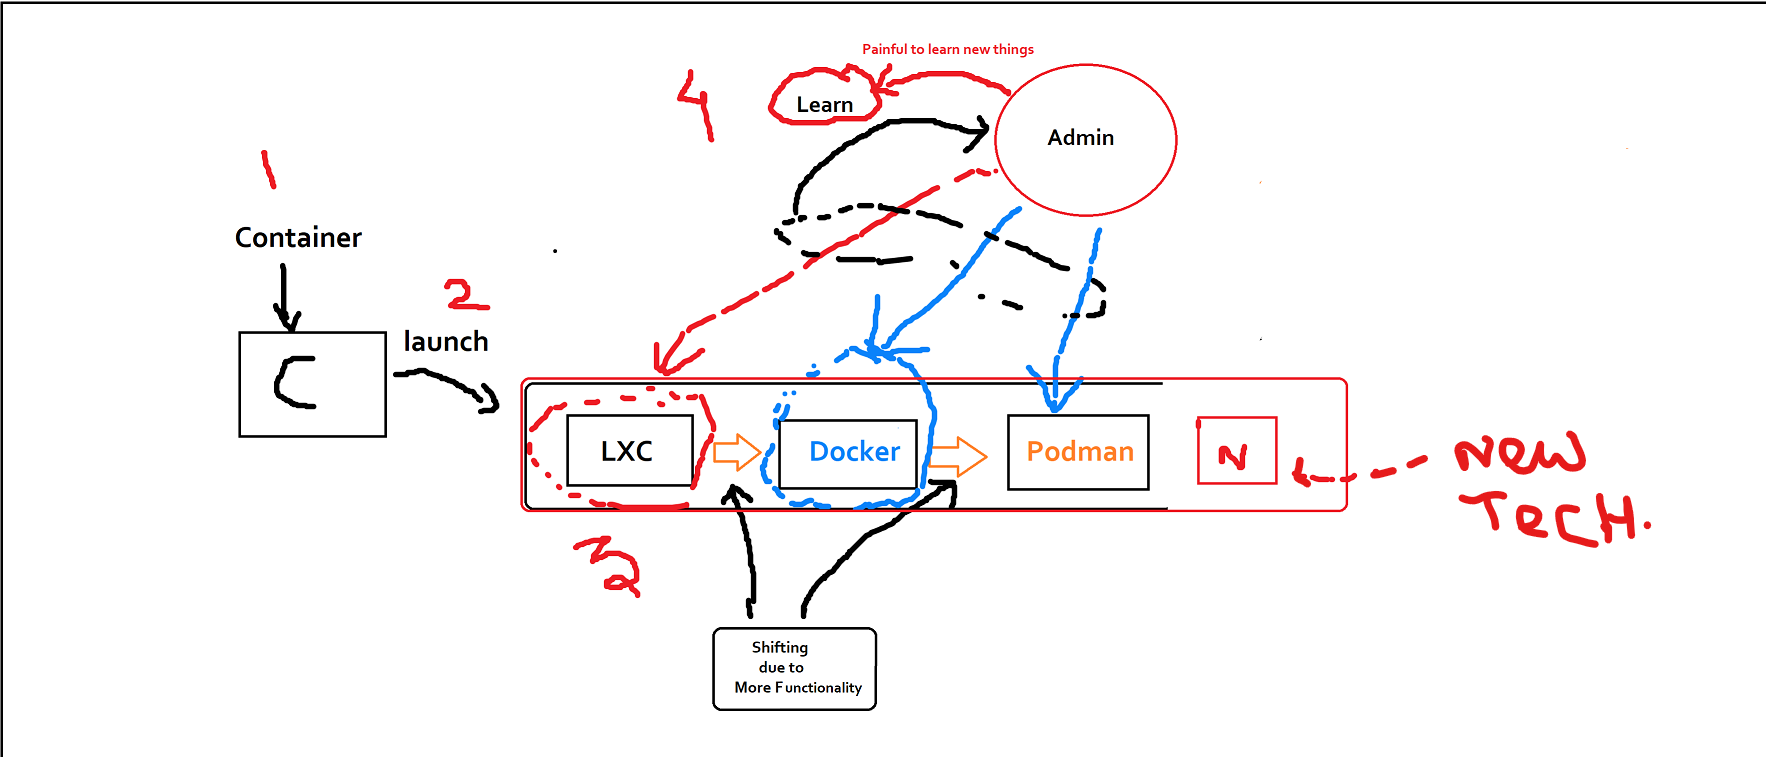 Painful to learn new things
4
Learn
Admin
1
Container
2
launch
C
LXC
Docker
Podman
N
New
TecH.
3
Shifting
due to
More Functionality